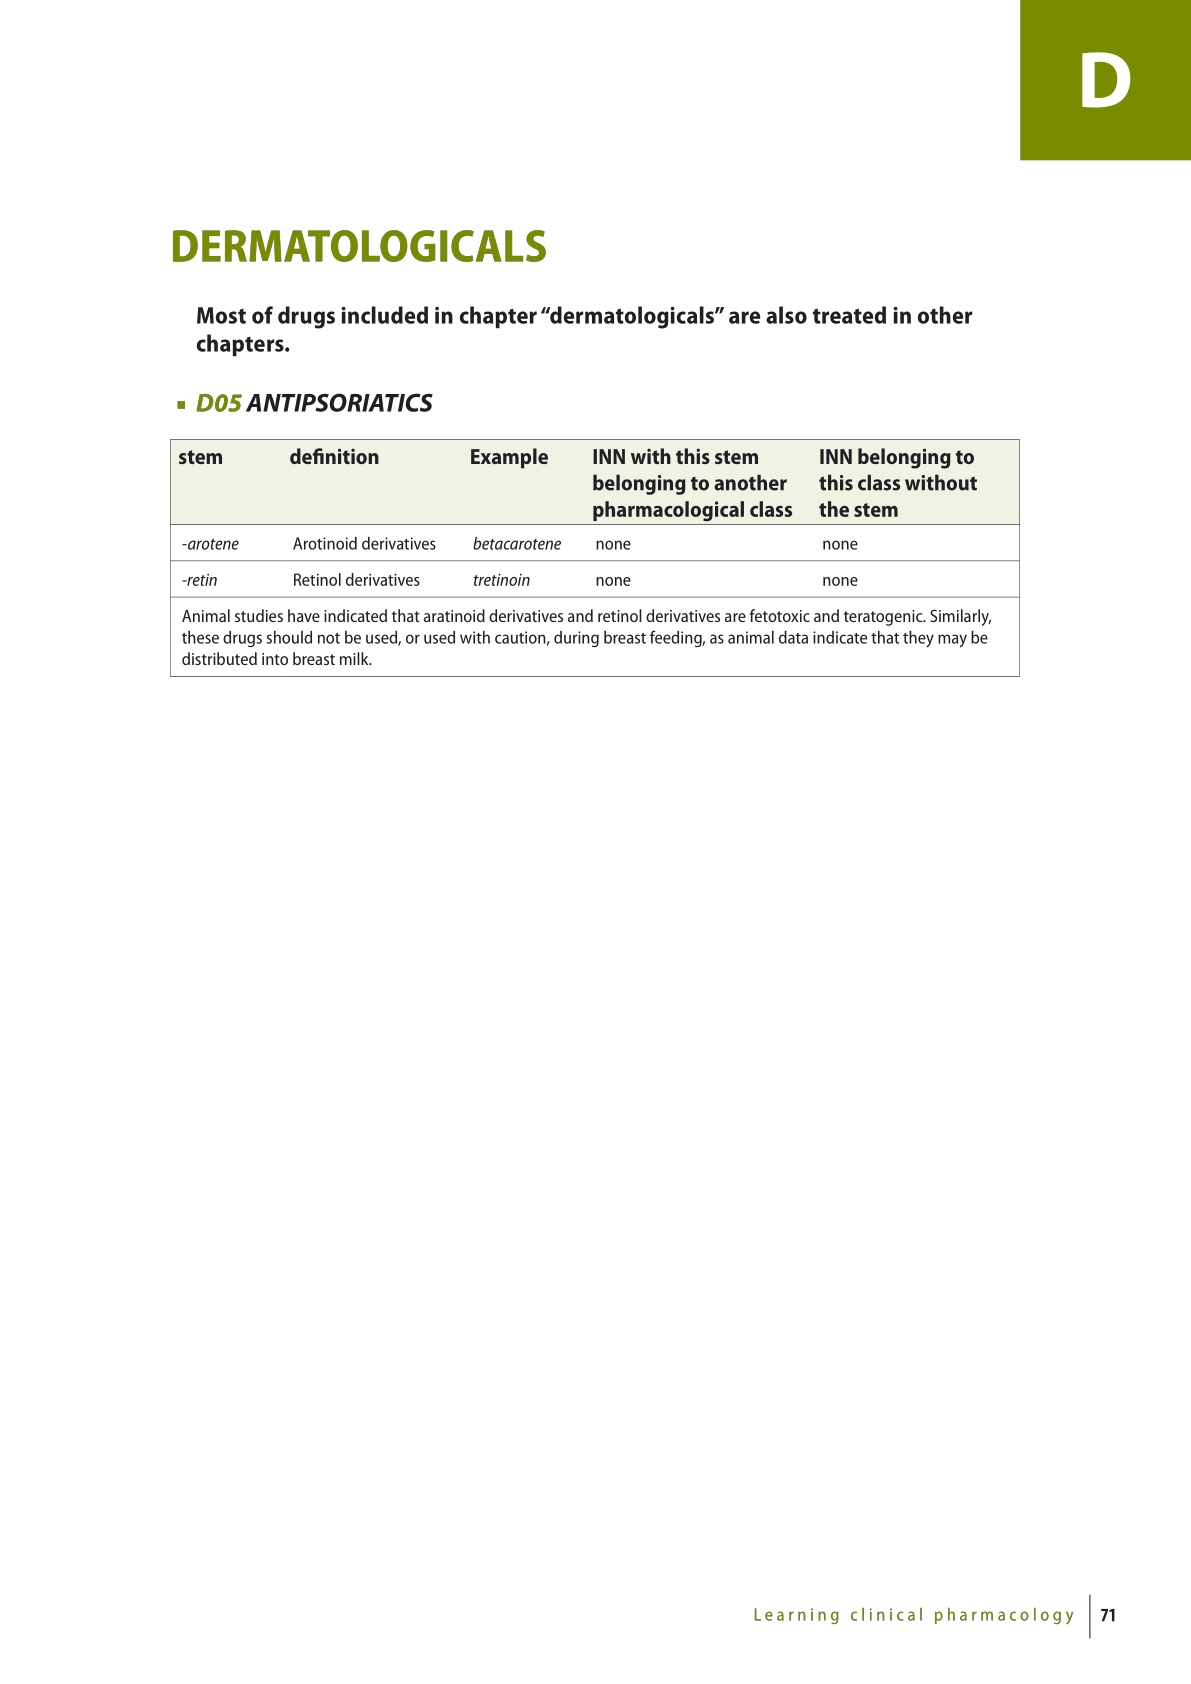 D
DERMATOLOGICALS
Most of drugs included in chapter “dermatologicals” are also treated in other
chapters.
▪ D05 ANTIPSORIATICS
stem definition Example INN with this stem INN belonging to
belonging to another this class without
pharmacological class the stem
-arotene Arotinoid derivatives betacarotene none none
-retin Retinol derivatives tretinoin none none
Animal studies have indicated that aratinoid derivatives and retinol derivatives are fetotoxic and teratogenic. Similarly,
these drugs should not be used, or used with caution, during breast feeding, as animal data indicate that they may be
distributed into breast milk.
Learning clinical pharmacology 71